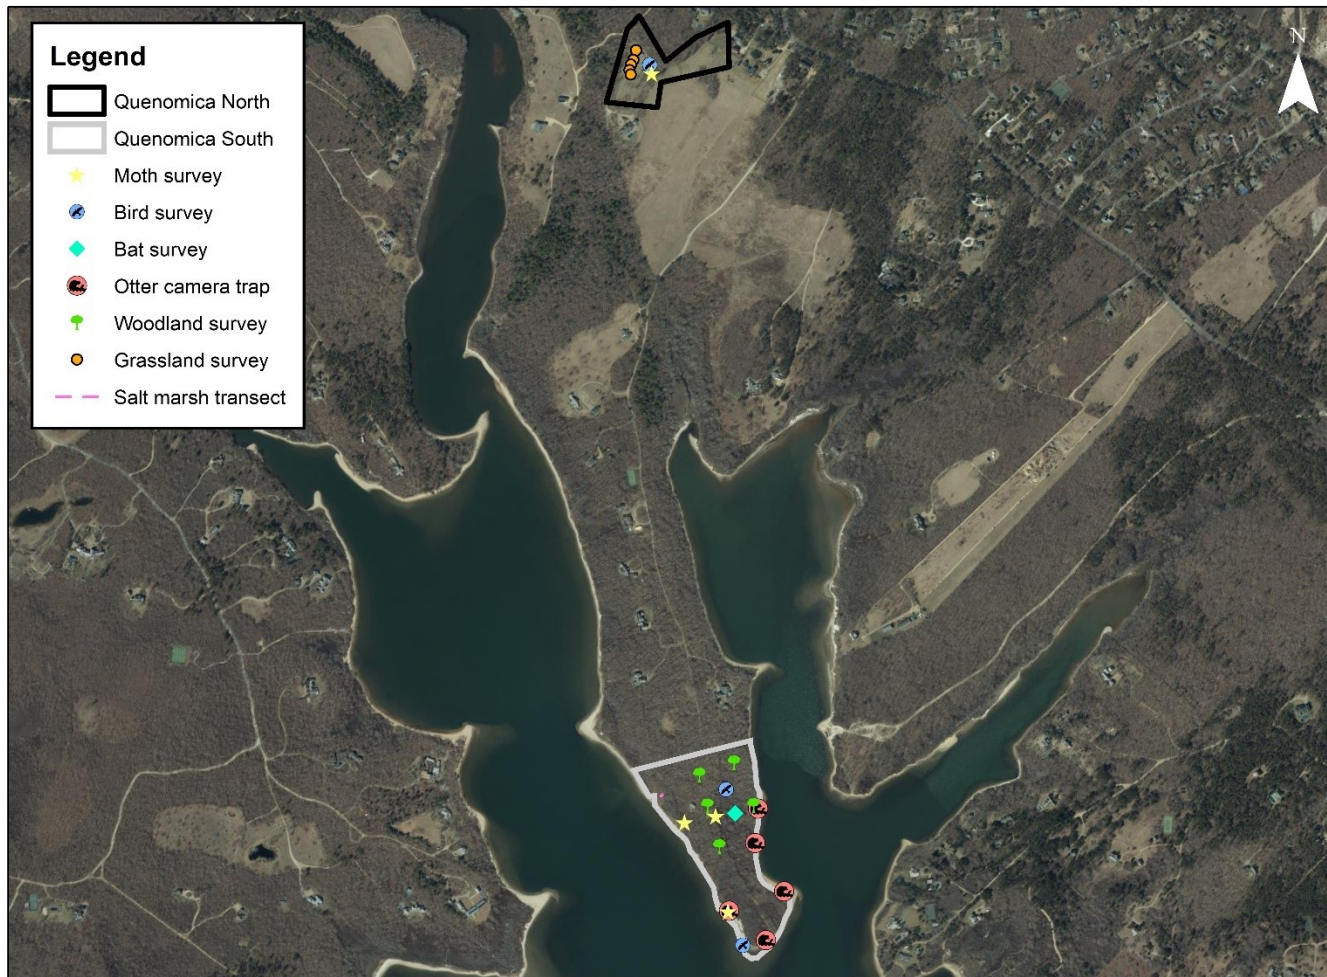 Legend
Quenomica North
Quenomica South
Moth survey
Bird survey
Bat survey
Otter camera trap
Woodland survey
Grassland survey
Salt marsh transect
N